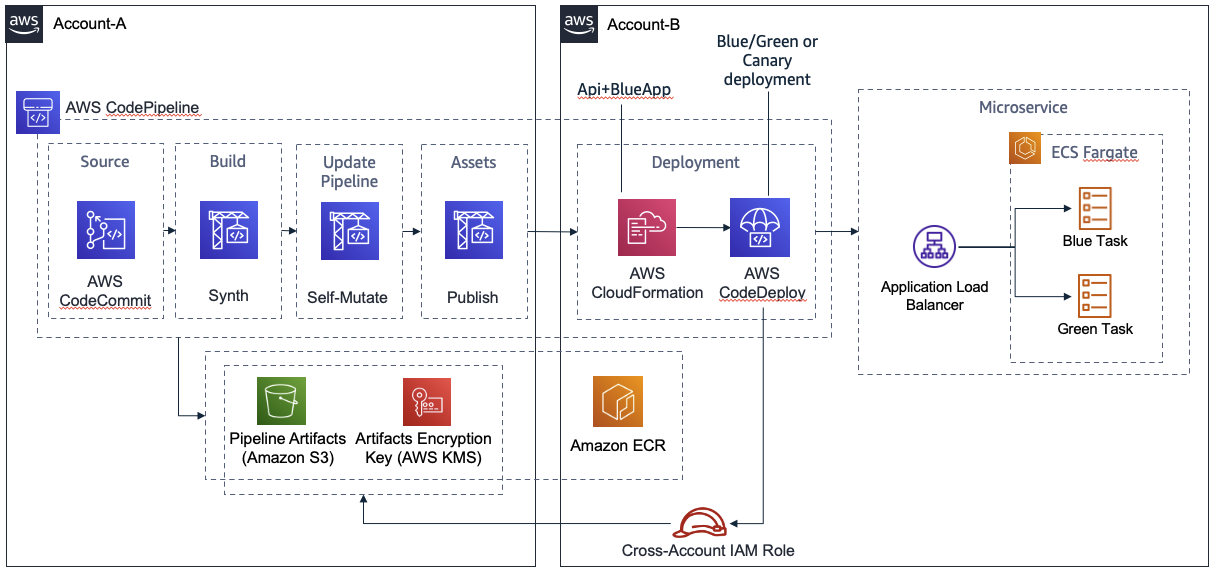 aws
Account-A
aws
Account-B
Blue/Green or
Canary
deployment
Api+BlueApp
AWS CodePipeline
Microservice
Source
Build
Update
Pipeline
Assets
Deployment
ECS Fargate
AWS
CodeCommit
Synth
Self-Mutate
Publish
AWS
CloudFormation
AWS
CodeDeploy
Application Load
Balancer
Blue Task
Green Task
Pipeline Artifacts
(Amazon S3)
Artifacts Encryption
Key (AWS KMS)
Amazon ECR
Cross-Account IAM Role